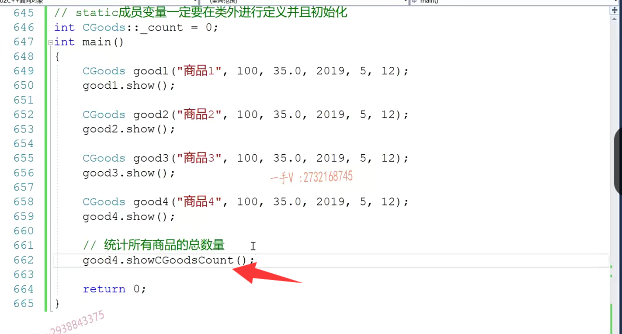 645 // static成员变量一定要在类外进行定义并且初始化
646 int CGoods::_count = 0;
647 int main()
648 {
649 CGoods good1("商品1", 100, 35.0, 2019, 5, 12);
650 good1.show();
651
652 CGoods good2("商品2", 100, 35.0, 2019, 5, 12);
653 good2.show();
654
655 CGoods good3("商品3", 100, 35.0, 2019, 5, 12);
656 good3.show();
一手V :2732168745
657
658 CGoods good4("商品4", 100, 35.0, 2019, 5, 12);
659 good4.show();
660
661 // 统计所有商品的总数量
662 good4.showCGoodsCount();
663
664 return 0;
665 }
2938843375